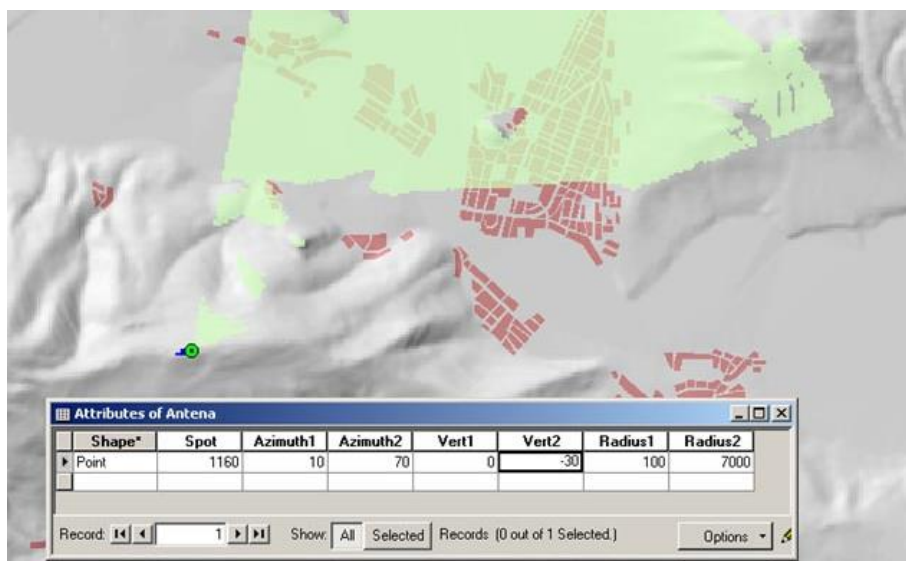 Attributes of Antena
Shape* Spot Azimuth1 Azimuth2 Vert1 Vert2 Radius1 Radius2
Point 1160 10 70 0 -30 100 7000
Record: 1 Show: All Selected Records (0 out of 1 Selected.) Options